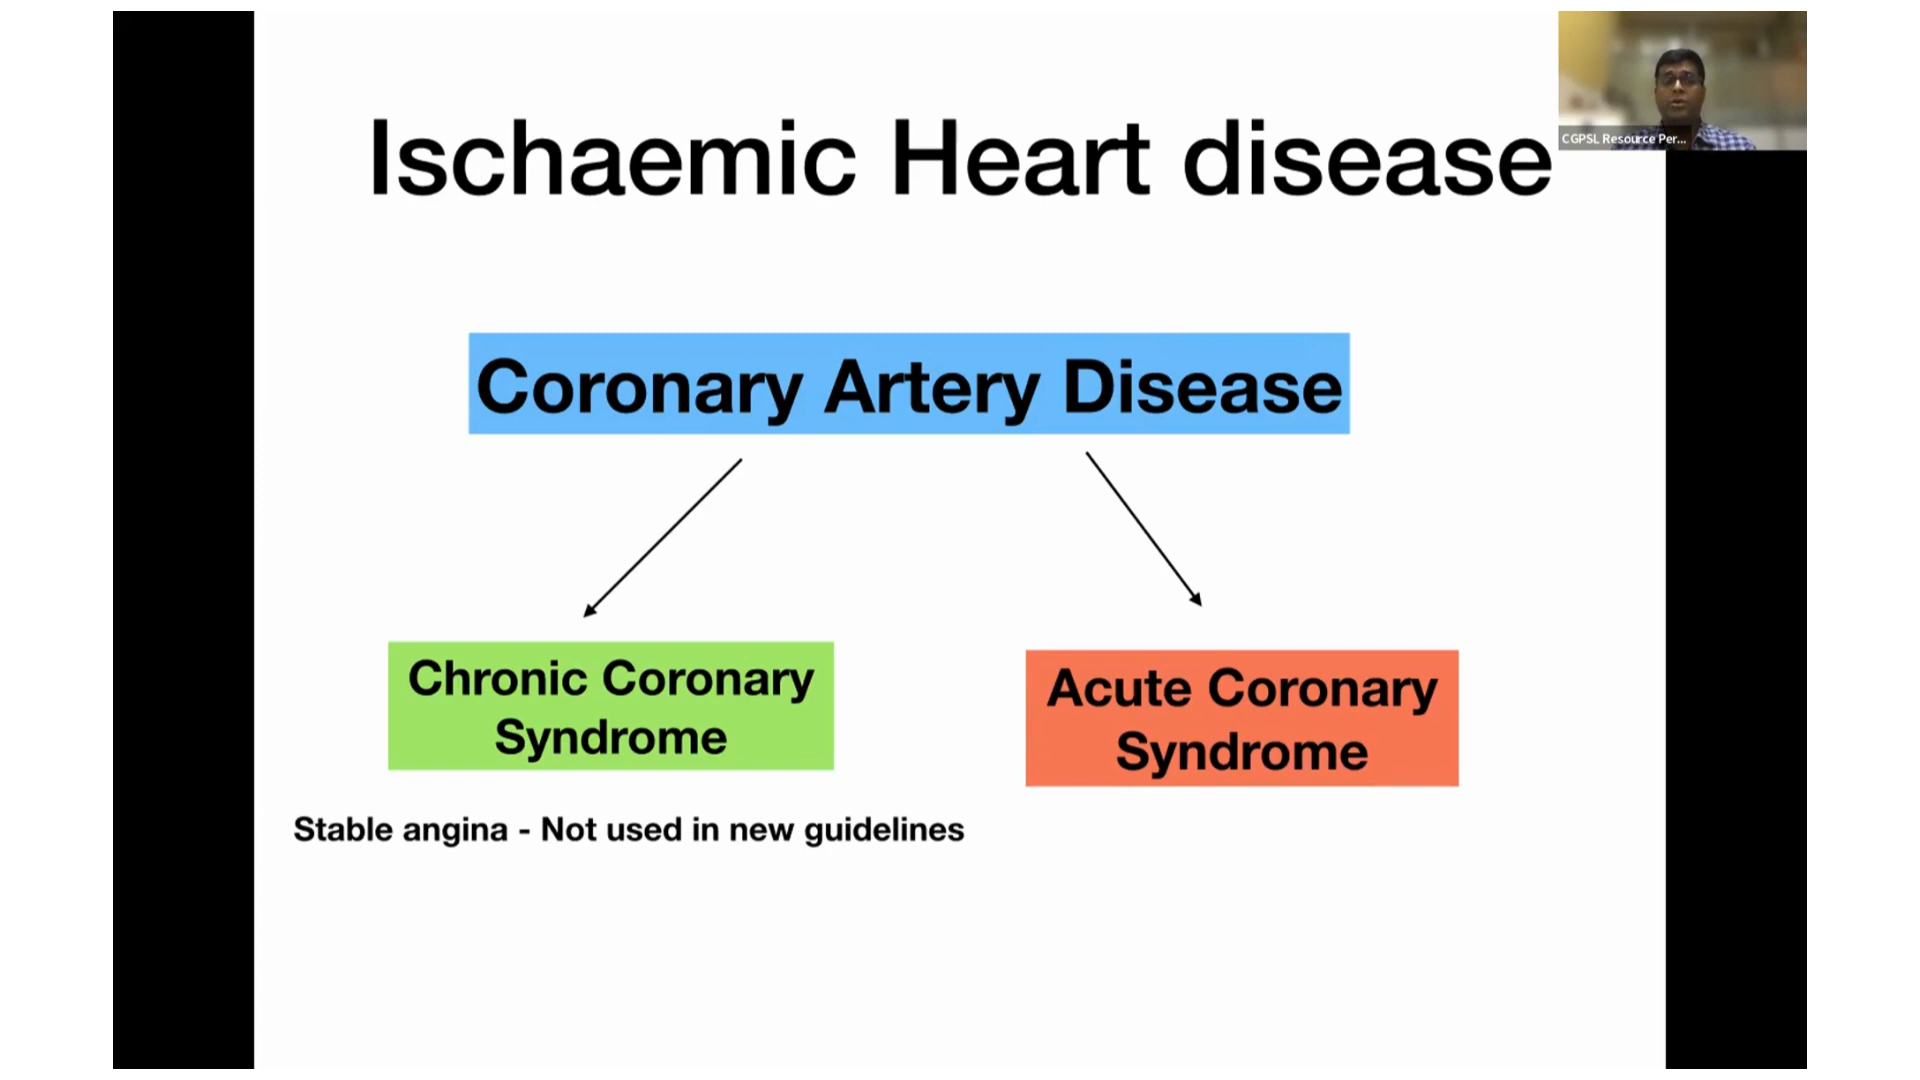 Ischaemic Heart disease
CGPSL Resource Per...
Coronary Artery Disease
Chronic Coronary
Syndrome
Acute Coronary
Syndrome
Stable angina - Not used in new guidelines